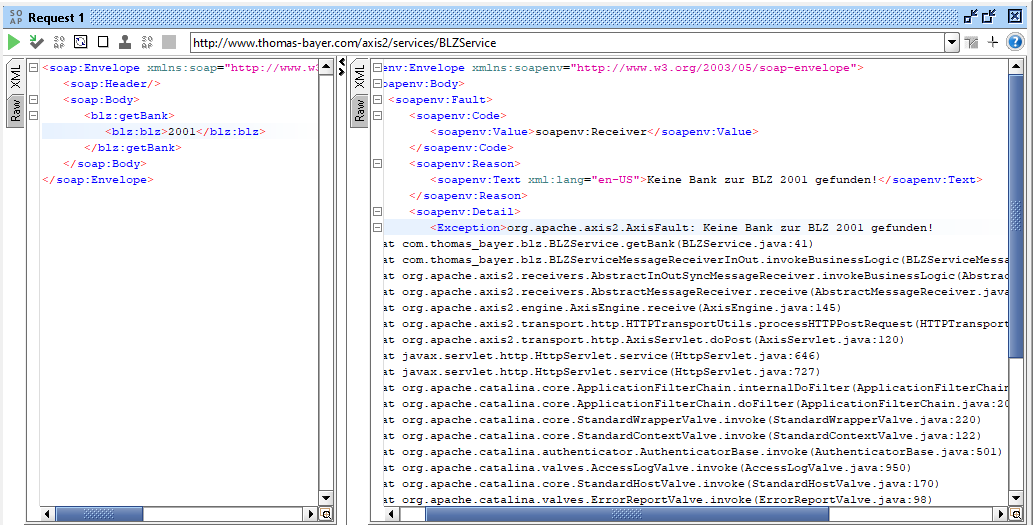 SO
AP
Request 1
SO
AP
SO
AP
http://www.thomas-bayer.com/axis2/services/BLZService
XML
Raw
<soap:Envelope xmlns:soap="http://www.w3
<soap:Header/>
<soap:Body>
<blz:getBank>
<blz:blz>2001</blz:blz>
</blz:getBank>
</soap:Body>
</soap:Envelope>
XML
Raw
env:Envelope xmlns:soapenv="http://www.w3.org/2003/05/soap-envelope">
oapenv:Body>
<soapenv:Fault>
<soapenv:Code>
<soapenv:Value>soapenv:Receiver</soapenv:Value>
</soapenv:Code>
<soapenv:Reason>
<soapenv:Text xml:lang="en-US">Keine Bank zur BLZ 2001 gefunden!</soapenv:Text>
</soapenv:Reason>
<soapenv:Detail>
<Exception>org.apache.axis2.AxisFault: Keine Bank zur BLZ 2001 gefunden!
at com.thomas_bayer.blz.BLZService.getBank(BLZService.java:41)
at com.thomas_bayer.blz.BLZServiceMessageReceiverInOut.invokeBusinessLogic(BLZServiceMessa
at org.apache.axis2.receivers.AbstractInOutSyncMessageReceiver.invokeBusinessLogic(Abstrac
at org.apache.axis2.receivers.AbstractMessageReceiver.receive(AbstractMessageReceiver.java
at org.apache.axis2.engine.AxisEngine.receive(AxisEngine.java:145)
at org.apache.axis2.transport.http.HTTPTransportUtils.processHTTPPostRequest(HTTPTransport
at org.apache.axis2.transport.http.AxisServlet.doPost(AxisServlet.java:120)
at javax.servlet.http.HttpServlet.service(HttpServlet.java:646)
at javax.servlet.http.HttpServlet.service(HttpServlet.java:727)
at org.apache.catalina.core.ApplicationFilterChain.internalDoFilter(ApplicationFilterChain
at org.apache.catalina.core.ApplicationFilterChain.doFilter(ApplicationFilterChain.java:20
at org.apache.catalina.core.StandardWrapperValve.invoke(StandardWrapperValve.java:220)
at org.apache.catalina.core.StandardContextValve.invoke(StandardContextValve.java:122)
at org.apache.catalina.authenticator.AuthenticatorBase.invoke(AuthenticatorBase.java:501)
at org.apache.catalina.valves.AccessLogValve.invoke(AccessLogValve.java:950)
at org.apache.catalina.core.StandardHostValve.invoke(StandardHostValve.java:170)
at org.apache.catalina.valves.ErrorReportValve.invoke(ErrorReportValve.java:98)